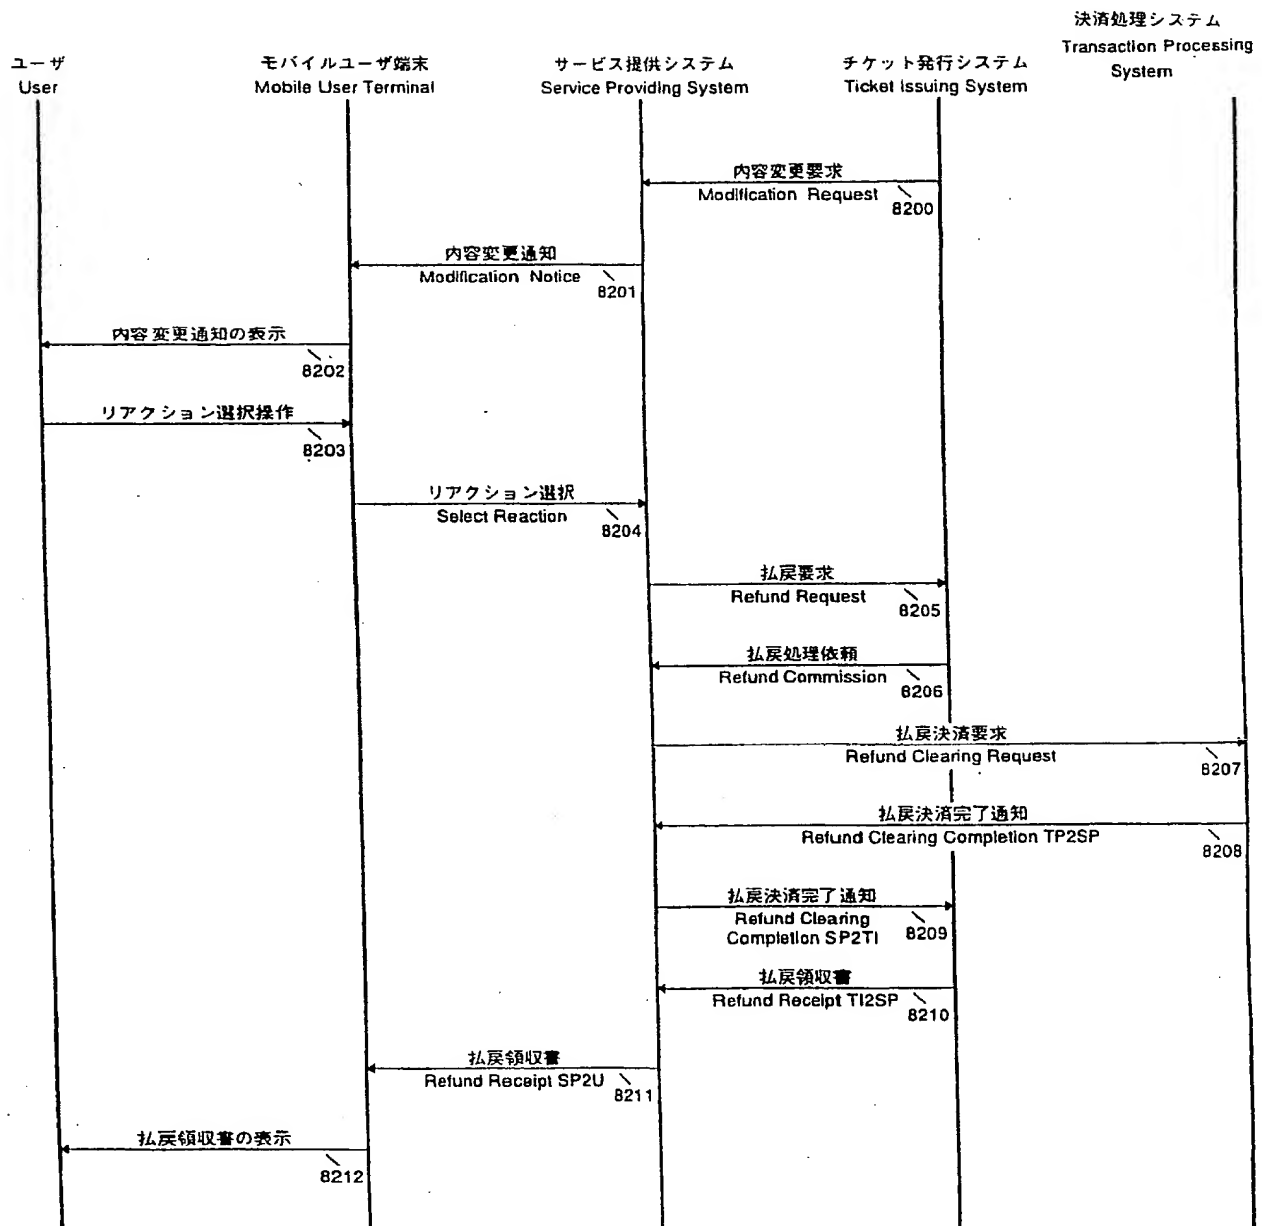 決済処理システム
Transaction Processing
System
ユーザ
User
モバイルユーザ端末
Mobile User Terminal
サービス提供システム
Service Providing System
チケット発行システム
Ticket Issuing System
内容変更要求
Modification Request
8200
内容変更通知
Modification Notice
8201
内容変更通知の表示
8202
リアクション選択操作
8203
リアクション選択
Select Reaction
8204
払戻要求
Refund Request
8205
払戻処理依頼
Refund Commission
8206
払戻決済要求
Refund Clearing Request
8207
払戻決済完了通知
Refund Clearing Completion TP2SP
8208
払戻決済完了通知
Refund Clearing
Completion SP2TI
8209
払戻領収書
Refund Receipt TI2SP
8210
払戻領収書
Refund Receipt SP2U
8211
払戻領収書の表示
8212